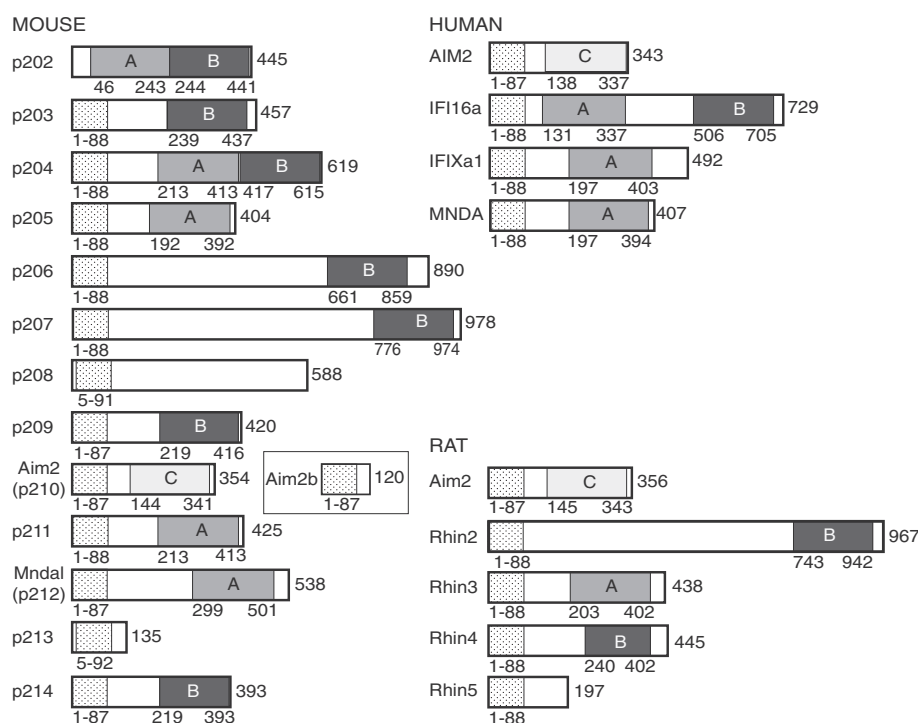 MOUSE
p202 A B 445
46 243 244 441
p203 B 457
1-88 239 437
p204 A B 619
1-88 213 413 417 615
p205 A 404
1-88 192 392
p206 B 890
1-88 661 859
p207 B 978
1-88 776 974
p208 588
5-91
p209 B 420
1-87 219 416
Aim2 (p210) C 354
1-87 144 341
Aim2b 120
1-87
p211 A 425
1-88 213 413
Mndal (p212) A 538
1-87 299 501
p213 135
5-92
p214 B 393
1-87 219 393
HUMAN
AIM2 C 343
1-87 138 337
IFI16a A B 729
1-88 131 337 506 705
IFIXa1 A 492
1-88 197 403
MNDA A 407
1-88 197 394
RAT
Aim2 C 356
1-87 145 343
Rhin2 B 967
1-88 743 942
Rhin3 A 438
1-88 203 402
Rhin4 B 445
1-88 240 402
Rhin5 197
1-88